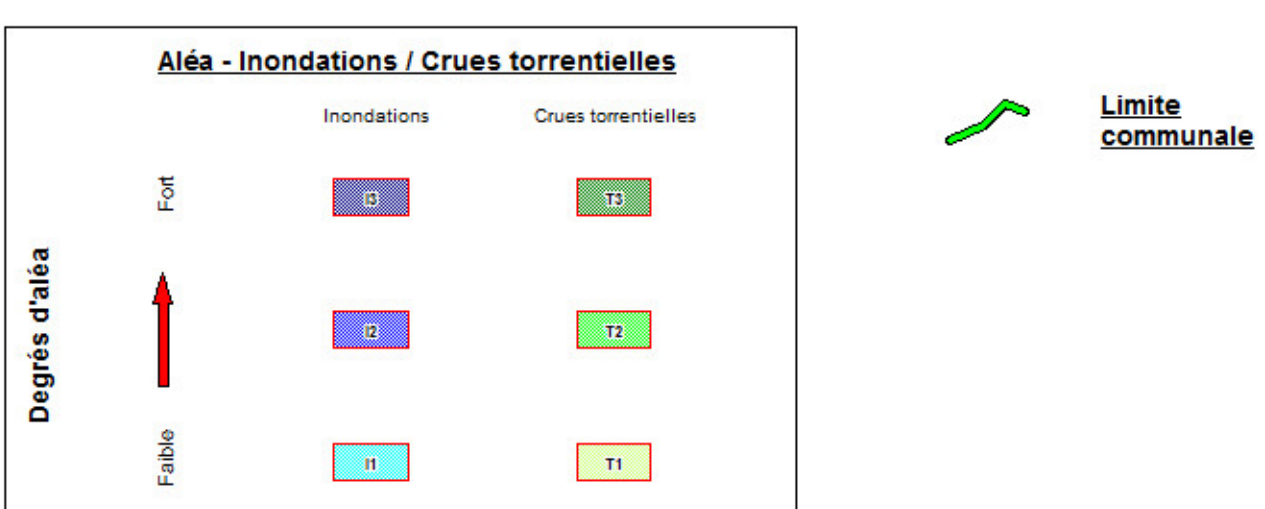 Aléa - Inondations / Crues torrentielles
Inondations Crues torrentielles
Limite
communale
Fort
I3 T3
Degrés d'aléa
I2 T2
Faible
I1 T1